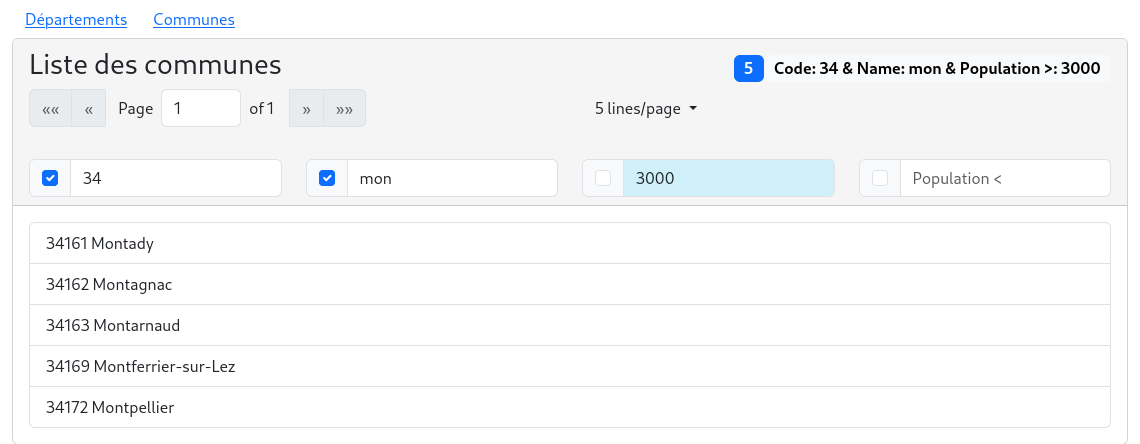 Départements Communes
Liste des communes
5 Code: 34 & Name: mon & Population >: 3000
«« « Page 1 of 1 » »» 5 lines/page
34 mon 3000 Population <
34161 Montady
34162 Montagnac
34163 Montarnaud
34169 Montferrier-sur-Lez
34172 Montpellier